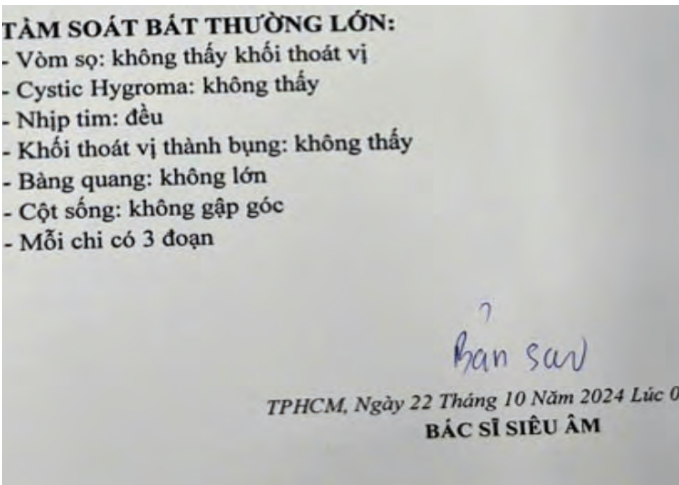 TẦM SOÁT BẤT THƯỜNG LỚN:
- Vòm sọ: không thấy khối thoát vị
- Cystic Hygroma: không thấy
- Nhịp tim: đều
- Khối thoát vị thành bụng: không thấy
- Bàng quang: không lớn
- Cột sống: không gập góc
- Mỗi chi có 3 đoạn
Bản sao
TPHCM, Ngày 22 Tháng 10 Năm 2024 Lúc 0
BÁC SĨ SIÊU ÂM